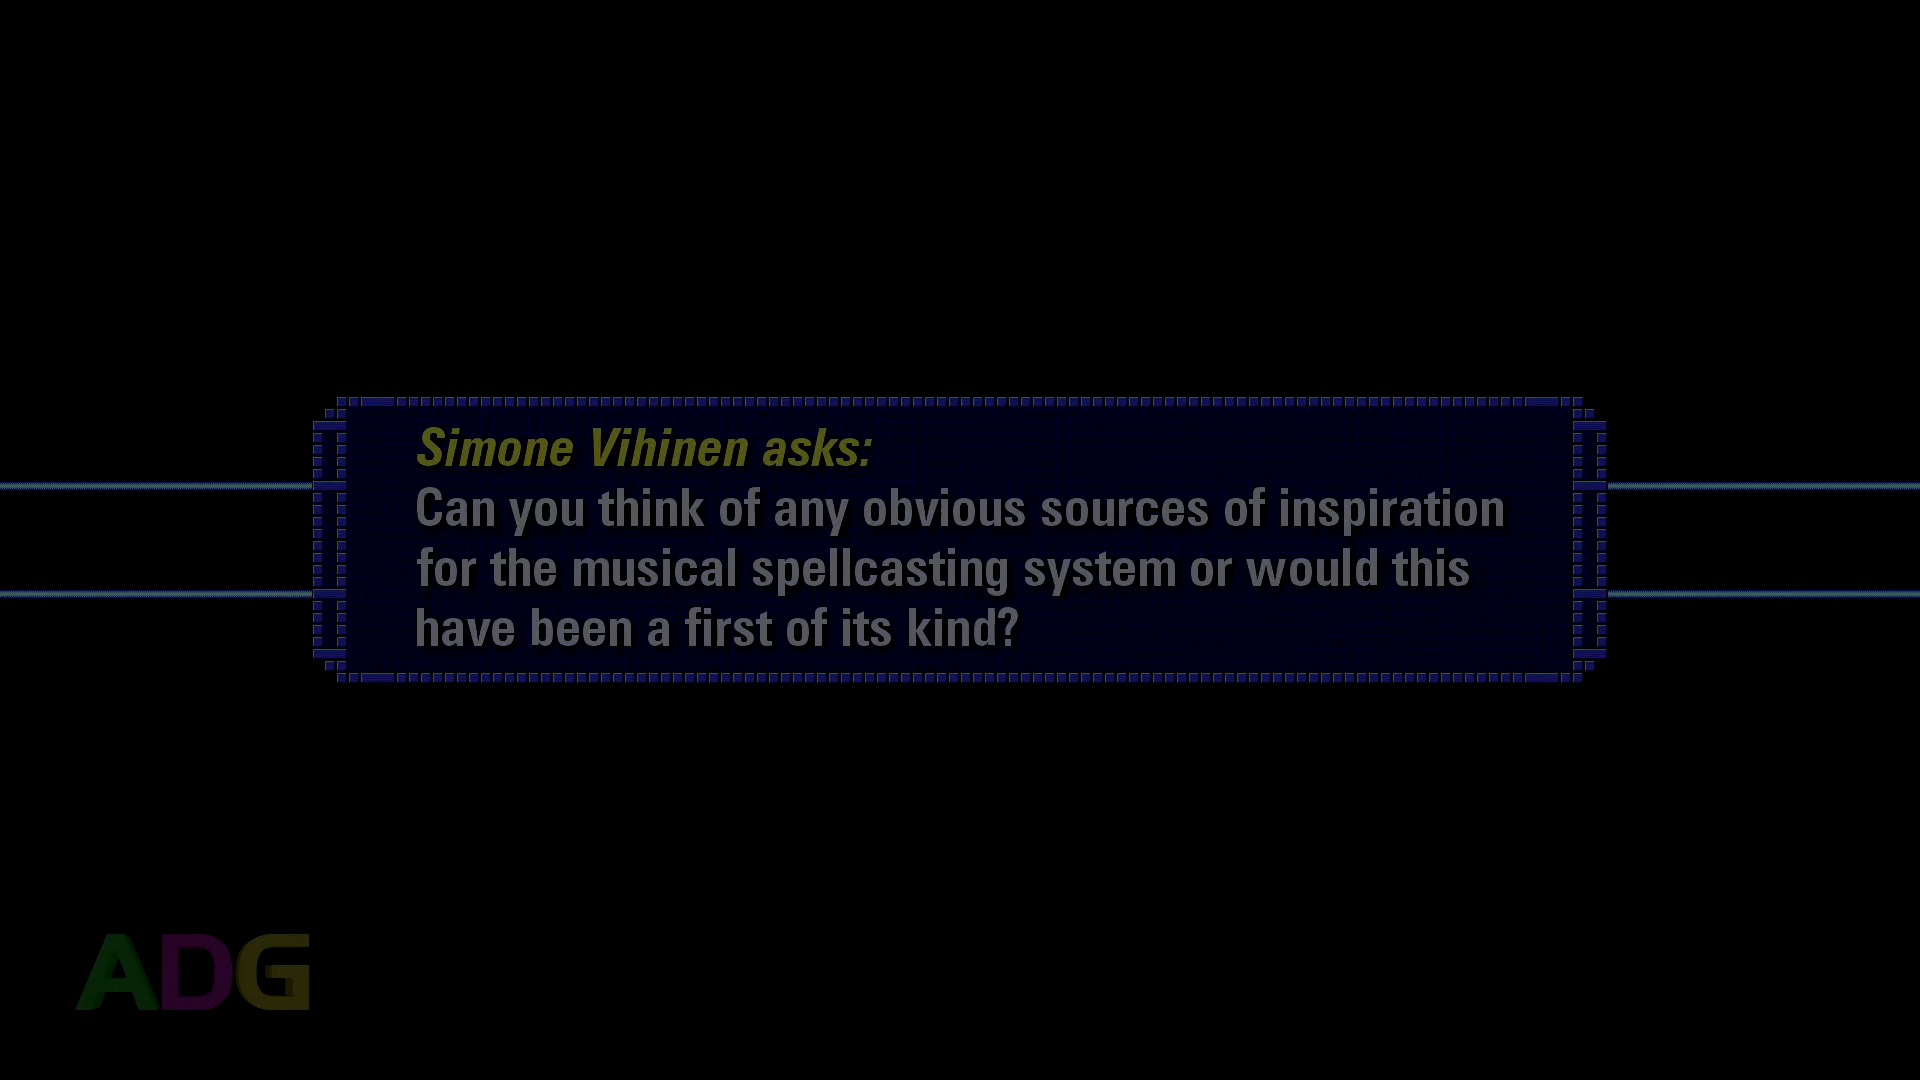 Simone Vihinen asks:
Can you think of any obvious sources of inspiration
for the musical spellcasting system or would this
have been a first of its kind?
ADG